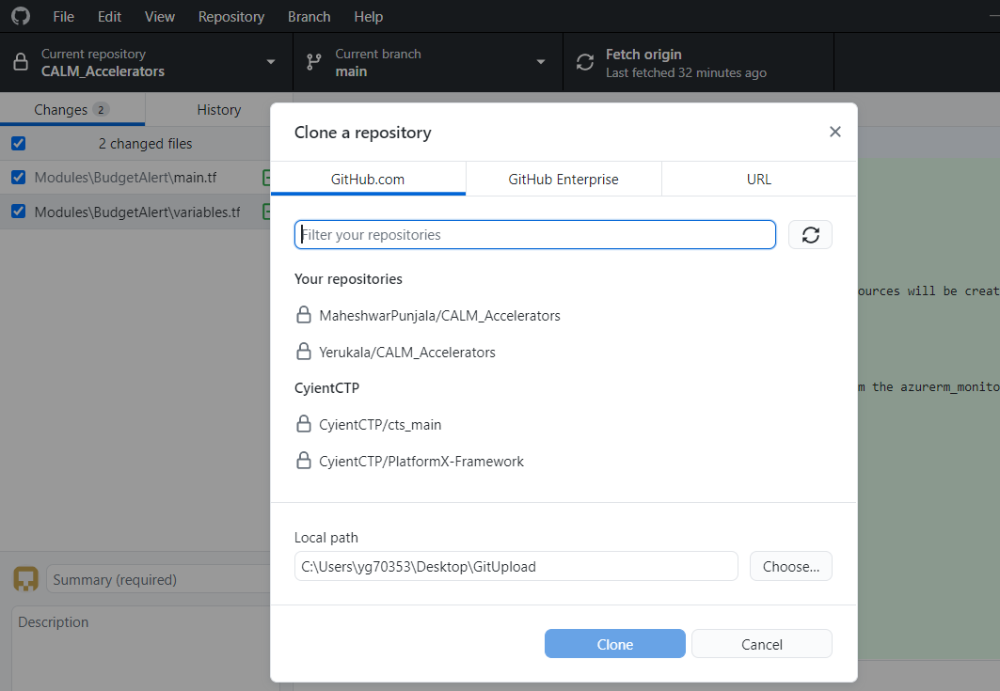 File Edit View Repository Branch Help
Current repository
CALM_Accelerators
Current branch
main
Fetch origin
Last fetched 32 minutes ago
Changes 2 History
2 changed files
Modules\BudgetAlert\main.tf
Modules\BudgetAlert\variables.tf
Clone a repository
GitHub.com GitHub Enterprise URL
Filter your repositories
Your repositories
MaheshwarPunjala/CALM_Accelerators
Yerukala/CALM_Accelerators
CyientCTP
CyientCTP/cts_main
CyientCTP/PlatformX-Framework
Local path
C:\Users\yg70353\Desktop\GitUpload
Choose...
Clone Cancel
ources will be creat
m the azurerm_monito
Summary (required)
Description